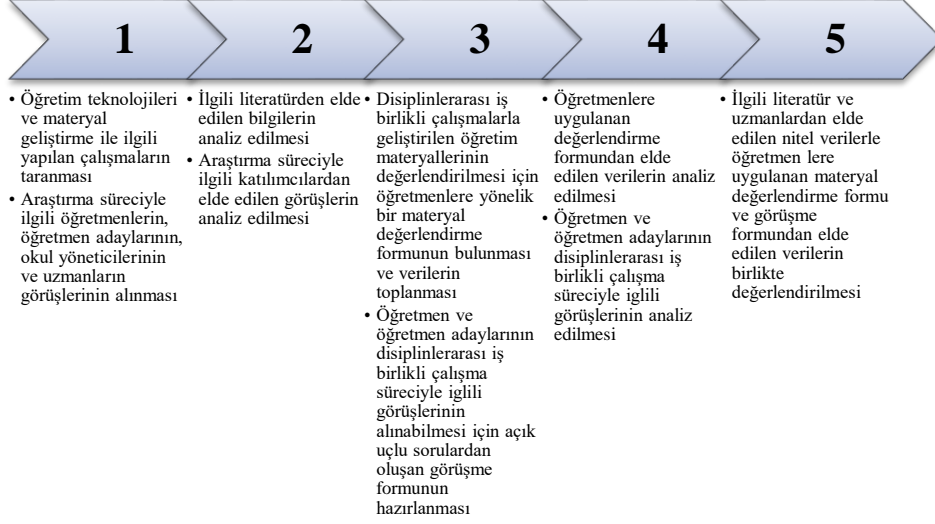 1
2
3
4
5
• Öğretim teknolojileri
ve materyal
geliştirme ile ilgili
yapılan çalışmaların
taranması
• Araştırma süreciyle
ilgili öğretmenlerin,
öğretmen adaylarının,
okul yöneticilerinin
ve uzmanların
görüşlerinin alınması
• İlgili literatürden elde
edilen bilgilerin
analiz edilmesi
• Araştırma süreciyle
ilgili katılımcılardan
elde edilen görüşlerin
analiz edilmesi
• Disiplinlerarası iş
birlikli çalışmalarla
geliştirilen öğretim
materyallerinin
değerlendirilmesi için
öğretmenlere yönelik
bir materyal
değerlendirme
formunun bulunması
ve verilerin
toplanması
• Öğretmen ve
öğretmen adaylarının
disiplinlerarası iş
birlikli çalışma
süreciyle iglili
görüşlerinin
alınabilmesi için açık
uçlu sorulardan
oluşan görüşme
formunun
hazırlanması
• Öğretmenlere
uygulanan
değerlendirme
formundan elde
edilen verilerin analiz
edilmesi
• Öğretmen ve
öğretmen adaylarının
disiplinlerarası iş
birlikli çalışma
süreciyle iglili
görüşlerinin analiz
edilmesi
• İlgili literatür ve
uzmanlardan elde
edilen nitel verilerle
öğretmen lere
uygulanan materyal
değerlendirme formu
ve görüşme
formundan elde
edilen verilerin
birlikte
değerlendirilmesi